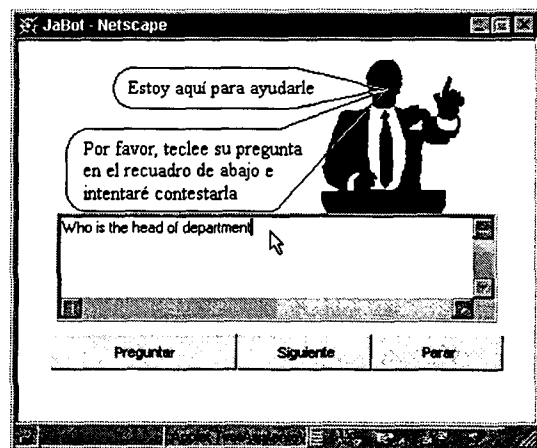 JaBot - Netscape
Estoy aquí para ayudarle
Por favor, teclee su pregunta
en el recuadro de abajo e
intentaré contestarla
Who is the head of department
Preguntar Siguiente Parar